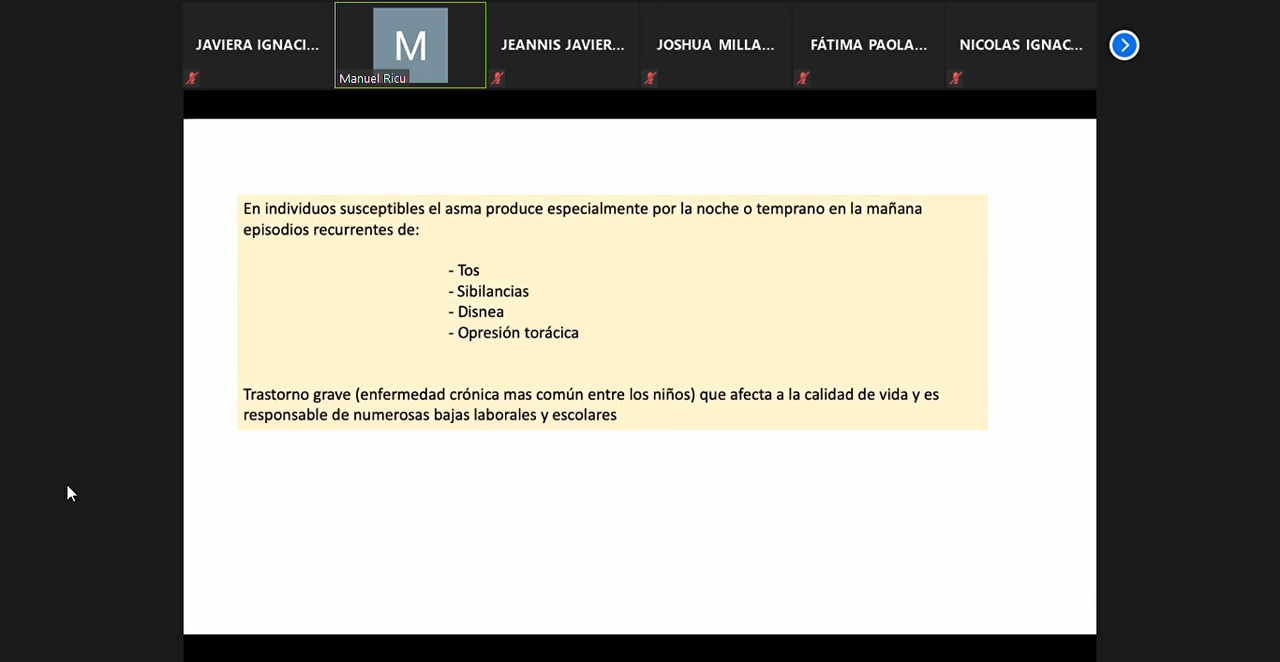 JAVIERA IGNACI...
M
Manuel Ricu
JEANNIS JAVIER...
JOSHUA MILLA...
FÁTIMA PAOLA...
NICOLAS IGNAC...
En individuos susceptibles el asma produce especialmente por la noche o temprano en la mañana
episodios recurrentes de:
- Tos
- Sibilancias
- Disnea
- Opresión torácica
Trastorno grave (enfermedad crónica mas común entre los niños) que afecta a la calidad de vida y es
responsable de numerosas bajas laborales y escolares